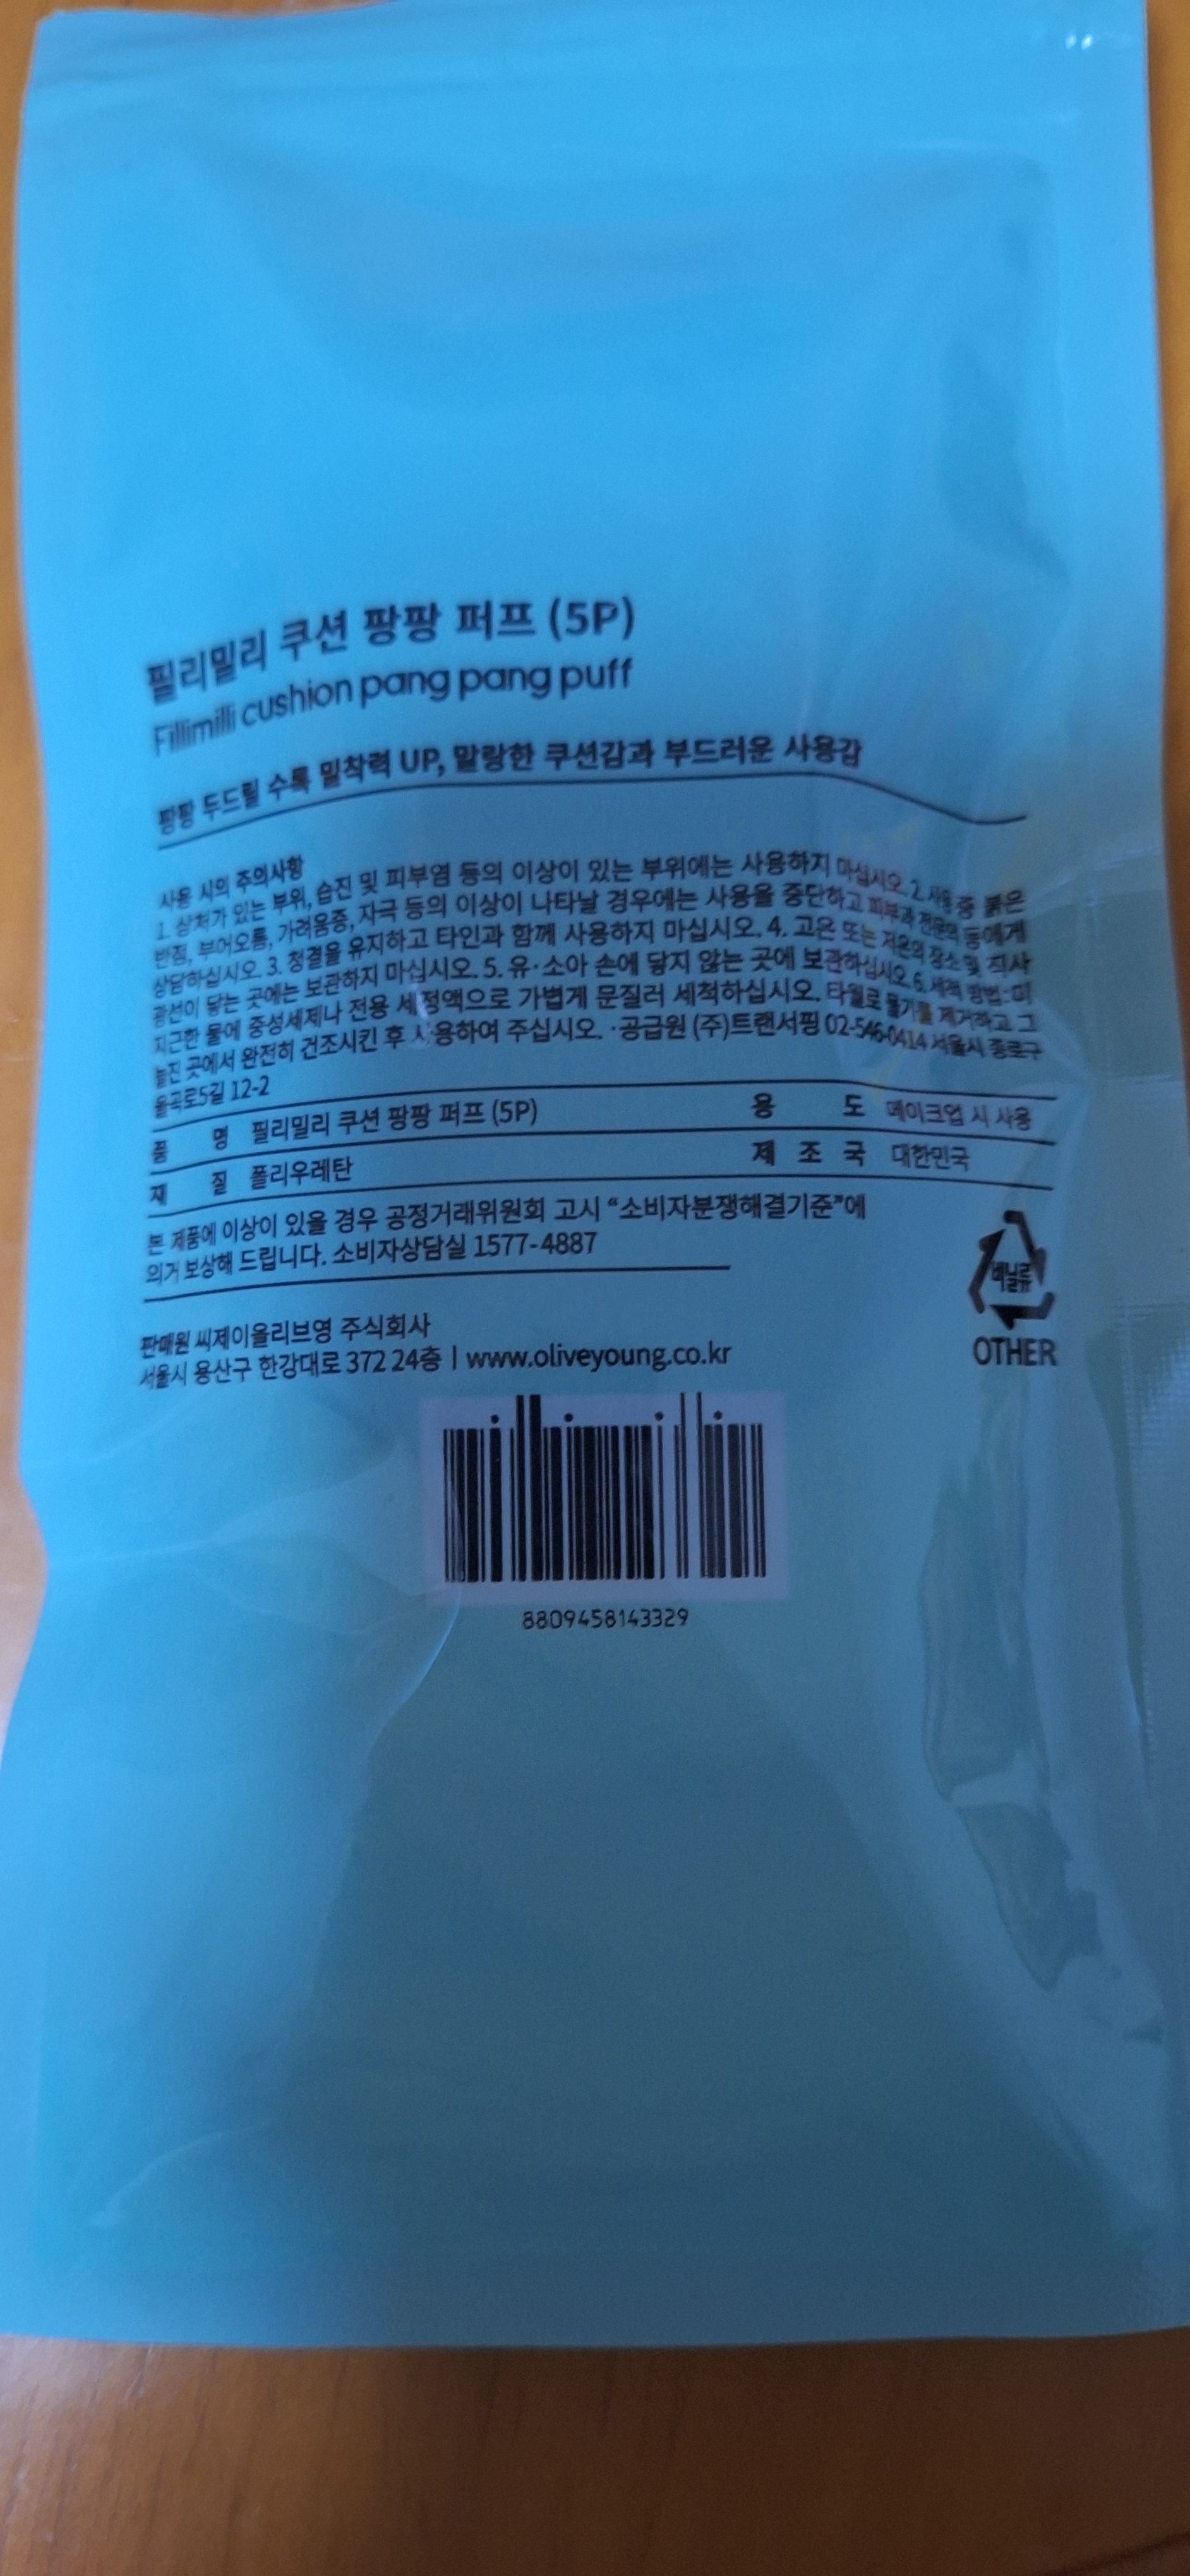 필리밀리 쿠션 팡팡 퍼프 (5P)
Fillimilli cushion pang pang puff
팡팡 두드릴 수록 밀착력 UP, 말랑한 쿠션감과 부드러운 사용감
사용 시의 주의사항
1. 상처가 있는 부위, 습진 및 피부염 등의 이상이 있는 부위에는 사용하지 마십시오. 2. 사용 중 붉은
반점, 부어오름, 가려움증, 자극 등의 이상이 나타날 경우에는 사용을 중단하고 피부과 전문의 등에게
상담하십시오. 3. 청결을 유지하고 타인과 함께 사용하지 마십시오. 4. 고온 또는 저온의 장소 및 직사
광선이 닿는 곳에는 보관하지 마십시오. 5. 유·소아 손에 닿지 않는 곳에 보관하십시오. 6. 세척 방법: 미
지근한 물에 중성세제나 전용 세정액으로 가볍게 문질러 세척하십시오. 타월로 물기를 제거하고 그
늘진 곳에서 완전히 건조시킨 후 사용하여 주십시오. ·공급원 (주)트랜서핑 02-546-0414 서울시 종로구
율곡로5길 12-2
품 명 필리밀리 쿠션 팡팡 퍼프 (5P) 용 도 메이크업 시 사용
재 질 폴리우레탄 제 조 국 대한민국
본 제품에 이상이 있을 경우 공정거래위원회 고시 “소비자분쟁해결기준”에
의거 보상해 드립니다. 소비자상담실 1577-4887
비닐류
OTHER
판매원 씨제이올리브영 주식회사
서울시 용산구 한강대로 372 24층 | www.oliveyoung.co.kr
8809458143329